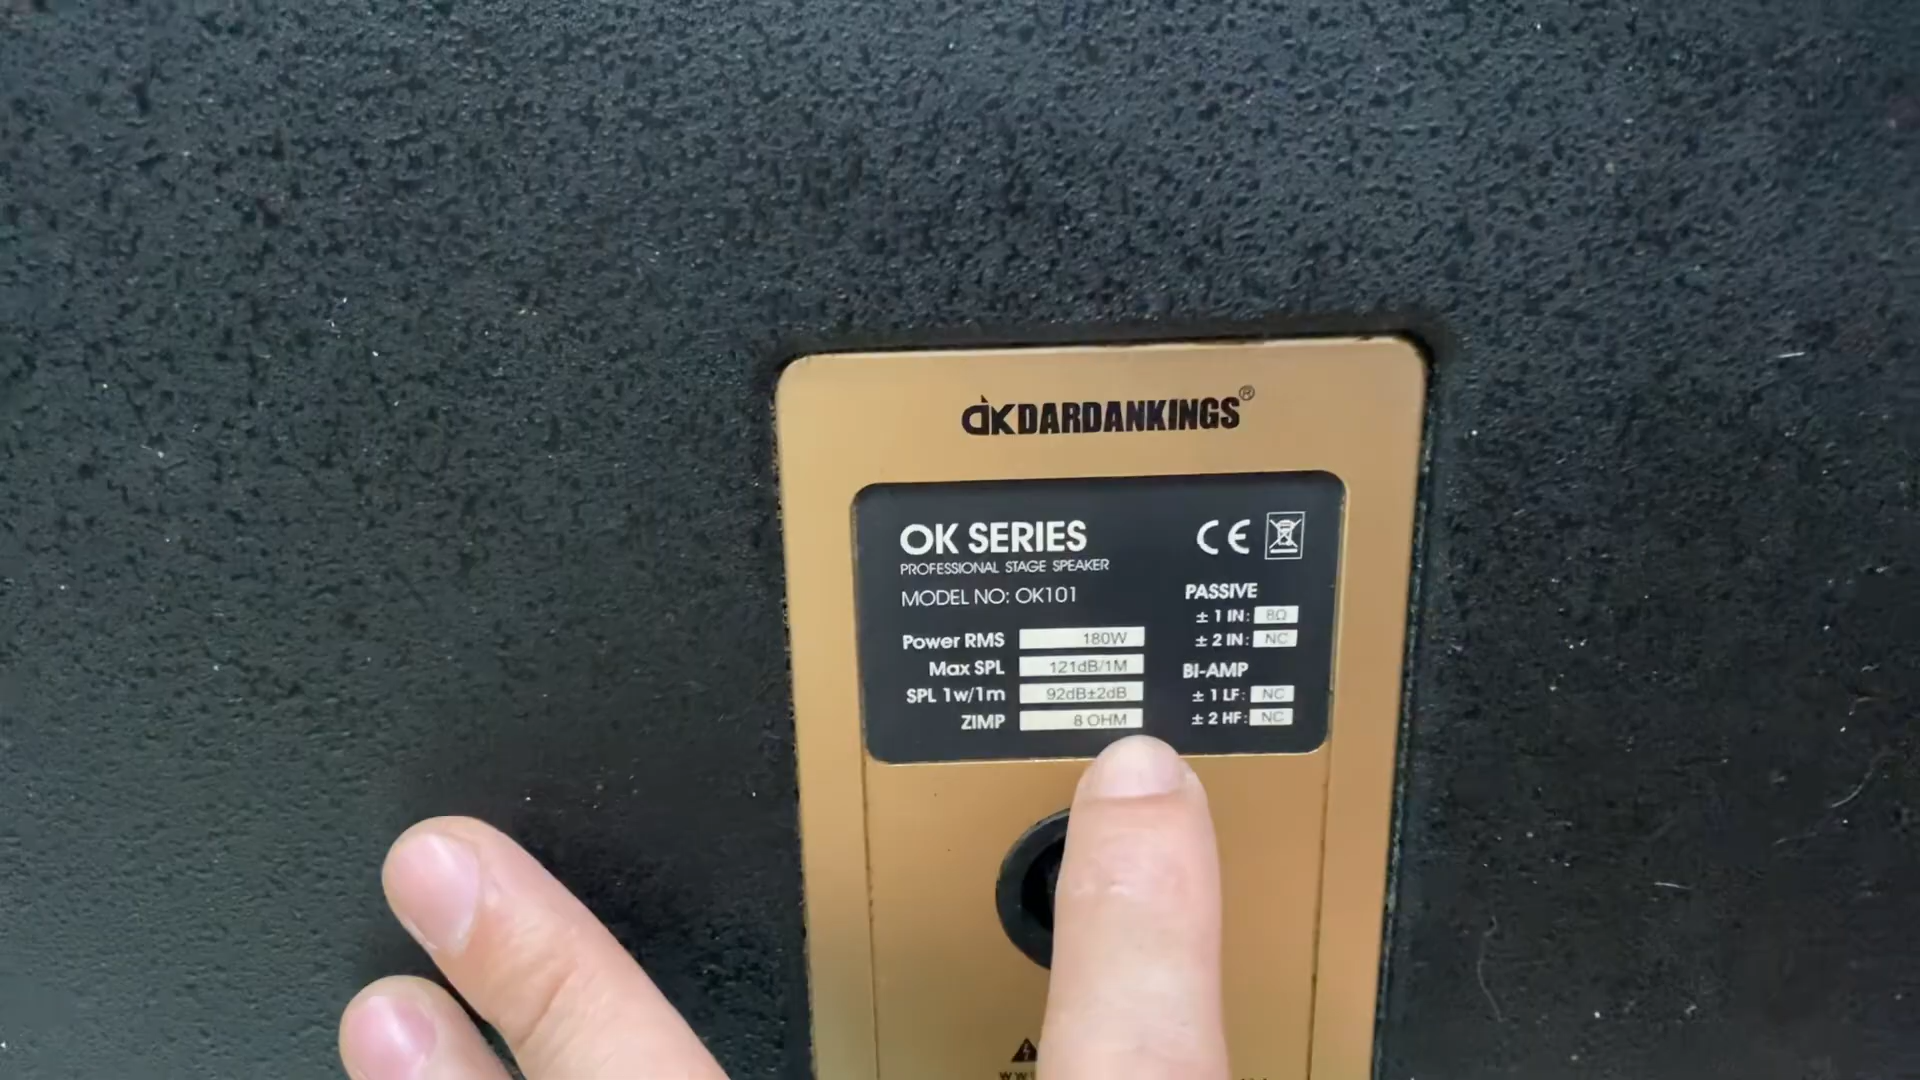 dKDARDANKINGS®
OK SERIES
PROFESSIONAL STAGE SPEAKER
MODEL NO: OK101
Power RMS 180W
Max SPL 121dB/1M
SPL 1w/1m 92dB±2dB
ZIMP 8 OHM
CE
PASSIVE
± 1 IN: 8Ω
± 2 IN: NC
BI-AMP
± 1 LF: NC
± 2 HF: NC